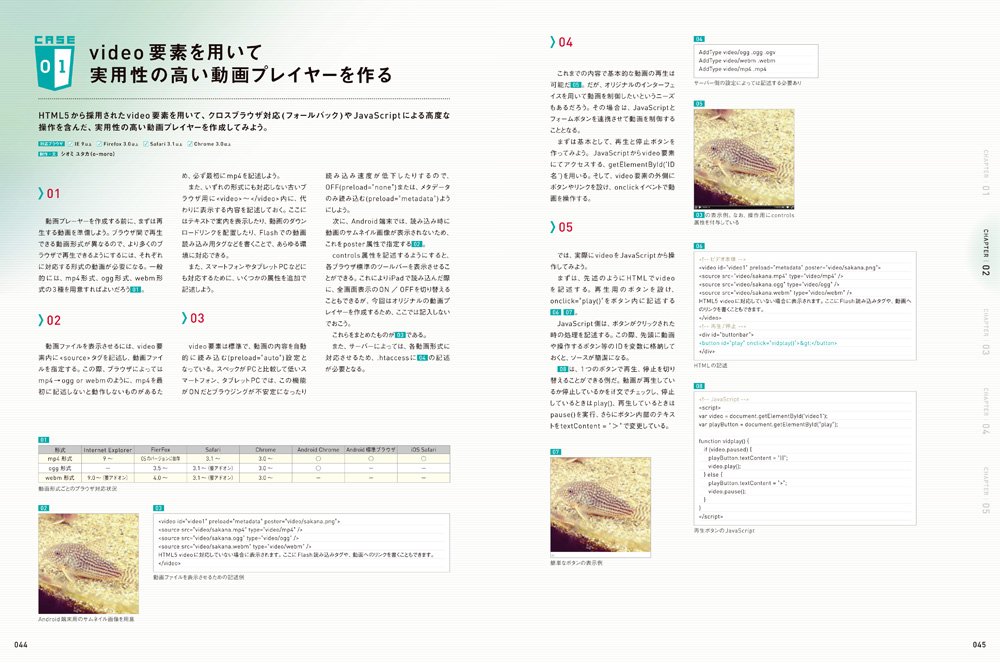 CASE
01
video要素を用いて
実用性の高い動画プレイヤーを作る
HTML5から採用されたvideo要素を用いて、クロスブラウザ対応(フォールバック)やJavaScriptによる高度な
操作を含んだ、実用性の高い動画プレイヤーを作成してみよう。
対応ブラウザ IE 9以上 Firefox 3.0以上 Safari 3.1以上 Chrome 3.0以上
制作・文 シオミ ユタカ(e-mora)
01
動画プレーヤーを作成する前に、まずは再
生する動画を準備しよう。ブラウザ間で再生
できる動画形式が異なるので、より多くのブ
ラウザで再生できるようにするには、それぞれ
に対応する形式の動画が必要になる。一般
的には、mp4形式、ogg形式、webm形
式の3種を用意すればよいだろう01。
02
動画ファイルを表示させるには、video要
素内に<source>タグを記述し、動画ファイ
ルを指定する。この際、ブラウザによっては
mp4→ogg or webmのように、mp4を最
初に記述しないと動作しないものがあるた
め、必ず最初にmp4を記述しよう。
また、いずれの形式にも対応しない古いブ
ラウザ用に<video>〜</video>内に、代
わりに表示する内容を記述しておく。ここに
はテキストで案内を表示したり、動画のダウン
ロードリンクを配置したり、Flashでの動画
読み込み用タグなどを書くことで、あらゆる環
境に対応できる。
また、スマートフォンやタブレットPCなどに
も対応するために、いくつかの属性を追加で
記述しよう。
03
video要素は標準で、動画の内容を自動
的に読み込む(preload="auto")設定と
なっている。スペックがPCと比較して低いス
マートフォン、タブレットPCでは、この機能
がONだとブラウジングが不安定になったり
読み込み速度が低下したりするので、
OFF(preload="none")または、メタデータ
のみ読み込む(preload="metadata")よう
にしよう。
次に、Android端末では、読み込み時に
動画のサムネイル画像が表示されないため、
これをposter属性で指定する02。
controls属性を記述するようにすると、
各ブラウザ標準のツールバーを表示させるこ
とができる。これによりiPadで読み込んだ際
に、全画面表示のON/OFFを切り替える
こともできるが、今回はオリジナルの動画プ
レイヤーを作成するため、ここでは記入しない
でおこう。
これらをまとめたものが03である。
また、サーバーによっては、各動画形式に
対応させるため、.htaccessに04の記述
が必要となる。
01
形式 Internet Explorer FierFox Safari Chrome Android Chrome Android 標準ブラウザ iOS Safari
mp4 形式 9〜 OSのバージョンに依存 3.1〜 3.0〜 ○ ○ ○
ogg 形式 − 3.5〜 3.1〜(要アドオン) 3.0〜 ○ − −
webm 形式 9.0〜(要アドオン) 4.0〜 3.1〜(要アドオン) 3.0〜 − − −
動画形式ごとのブラウザ対応状況
02
Android端末用のサムネイル画像を用意
03
<video id="video1" preload="metadata" poster="video/sakana.png">
<source src="video/sakana.mp4" type="video/mp4" />
<source src="video/sakana.ogg" type="video/ogg" />
<source src="video/sakana.webm" type="video/webm" />
HTML5 videoに対応していない場合に表示されます。ここにFlash読み込みタグや、動画へのリンクを書くこともできます。
</video>
動画ファイルを表示させるための記述例
044
04
これまでの内容で基本的な動画の再生は
可能だ05。だが、オリジナルのインターフェ
イスを用いて動画を制御したいというニーズ
もあるだろう。その場合は、JavaScriptと
フォームボタンを連携させて動画を制御する
こととなる。
まずは基本として、再生と停止ボタンを
作ってみよう。JavaScriptからvideo要素
にてアクセスする、getElementById('ID
名')を用いる。そして、video要素の外側に
ボタンやリンクを設け、onclickイベントで動
画を操作する。
05
では、実際にvideoをJavaScriptから操
作してみよう。
まずは、先述のようにHTMLでvideo
を記述する。再生用のボタンを設け、
onclick="play()"をボタン内に記述する
06 07。
JavaScript側は、ボタンがクリックされた
時の処理を記述する。この際、先頭に動画
や操作するボタン等のIDを変数に格納して
おくと、ソースが簡潔になる。
08は、1つのボタンで再生、停止を切り
替えることができる例だ。動画が再生してい
るか停止しているかをif文でチェックし、停止
しているときはplay()、再生しているときは
pause()を実行、さらにボタン内部のテキス
トをtextContent = ">" で変更している。
07
簡単なボタンの表示例
04
AddType video/ogg .ogg .ogv
AddType video/webm .webm
AddType video/mp4 .mp4
サーバー側の設定によっては記述する必要あり
05
03の表示例。なお、操作用にcontrols
属性を付与している
06
<!-- ビデオ本体 -->
<video id="video1" preload="metadata" poster="video/sakana.png">
<source src="video/sakana.mp4" type="video/mp4" />
<source src="video/sakana.ogg" type="video/ogg" />
<source src="video/sakana.webm" type="video/webm" />
HTML5 videoに対応していない場合に表示されます。ここにFlash読み込みタグや、動画へ
のリンクを書くこともできます。
</video>
<!-- 再生/停止 -->
<div id="buttonbar">
<button id="play" onclick="vidplay()">&gt;</button>
</div>
HTMLの記述
08
<!-- JavaScript -->
<script>
var video = document.getElementById("video1");
var playButton = document.getElementById("play");
function vidplay() {
if (video.paused) {
playButton.textContent = "||";
video.play();
} else {
playButton.textContent = ">";
video.pause();
}
}
</script>
再生ボタンのJavaScript
CHAPTER 01
CHAPTER 02
CHAPTER 03
CHAPTER 04
CHAPTER 05
045